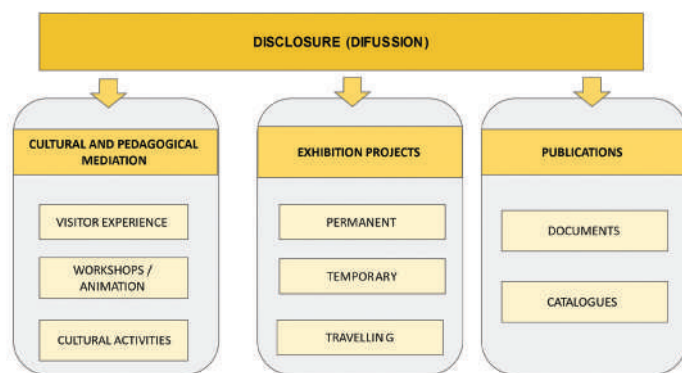 DISCLOSURE (DIFUSSION)
CULTURAL AND PEDAGOGICAL
MEDIATION
VISITOR EXPERIENCE
WORKSHOPS /
ANIMATION
CULTURAL ACTIVITIES
EXHIBITION PROJECTS
PERMANENT
TEMPORARY
TRAVELLING
PUBLICATIONS
DOCUMENTS
CATALOGUES